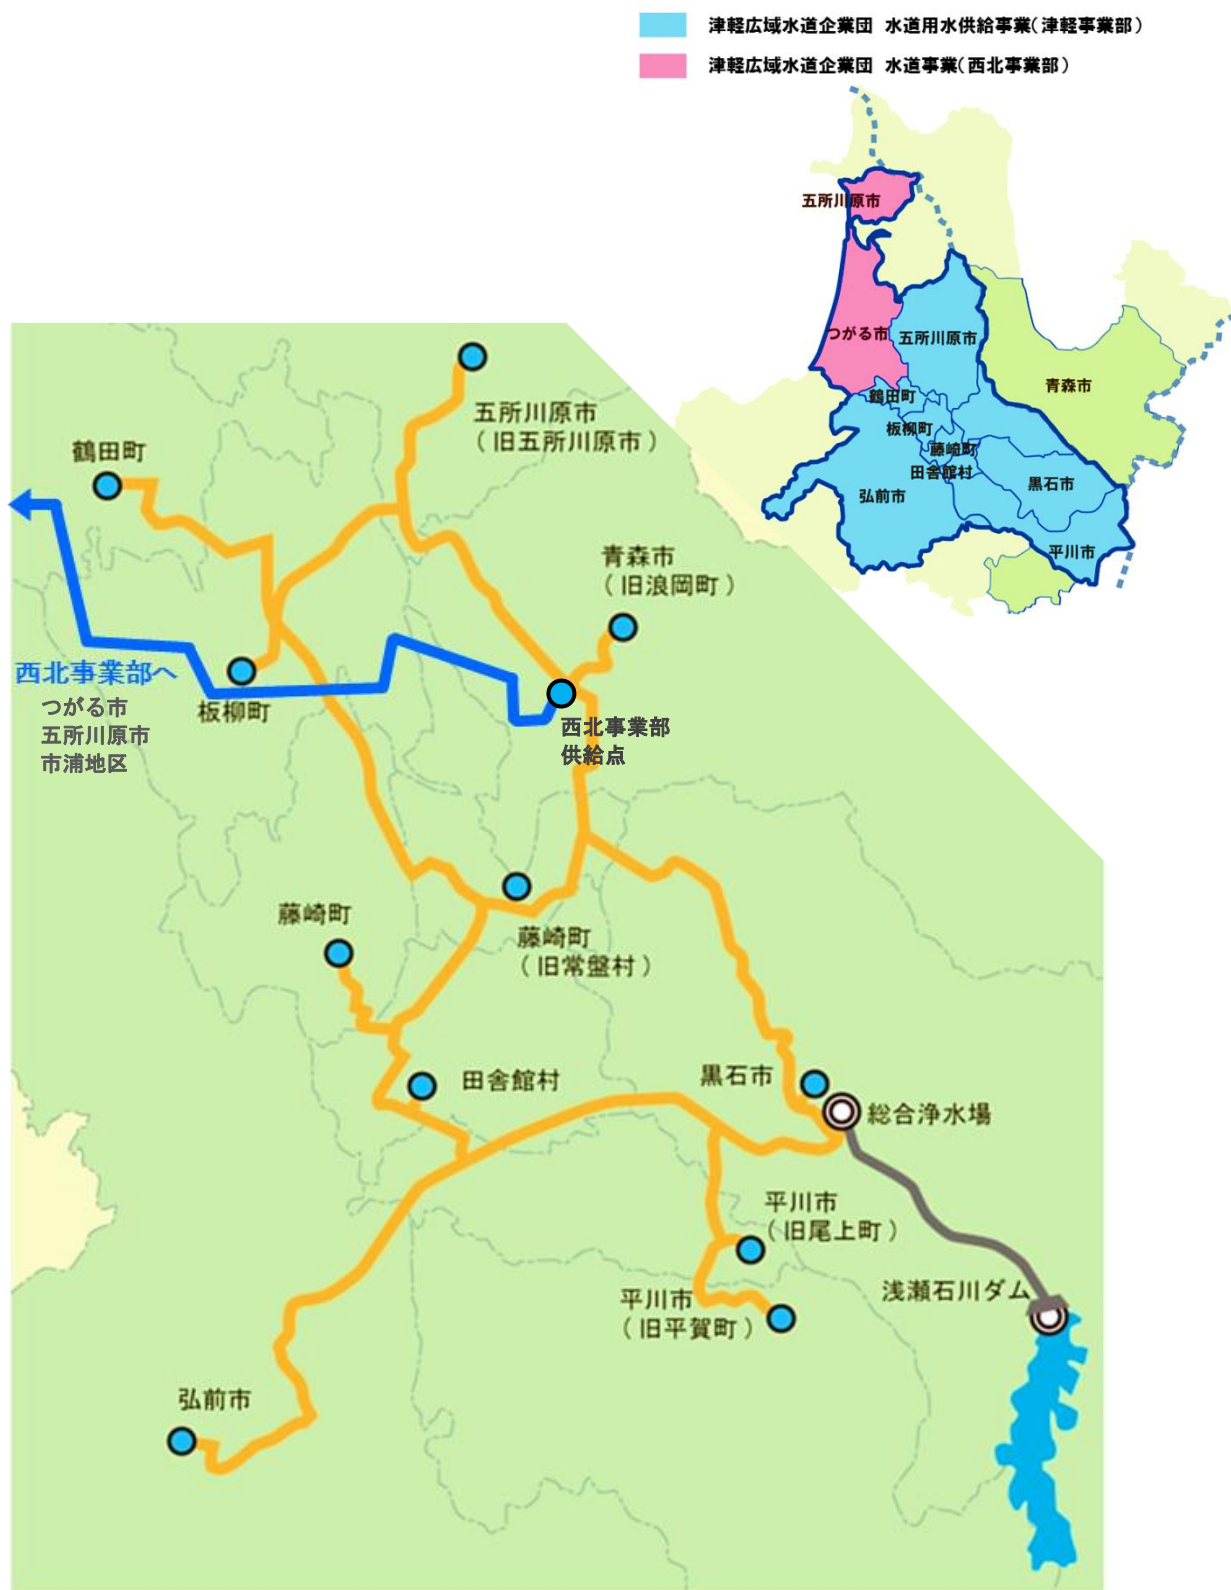 津軽広域水道企業団 水道用水供給事業(津軽事業部)
津軽広域水道企業団 水道事業(西北事業部)
五所川原市
つがる市
五所川原市
青森市
鶴田町
板柳町
藤崎町
田舎館村
黒石市
弘前市
平川市
五所川原市
(旧五所川原市)
鶴田町
青森市
(旧浪岡町)
西北事業部へ
つがる市
五所川原市
市浦地区
板柳町
西北事業部
供給点
藤崎町
藤崎町
(旧常盤村)
田舎館村
黒石市
総合浄水場
平川市
(旧尾上町)
浅瀬石川ダム
平川市
(旧平賀町)
弘前市